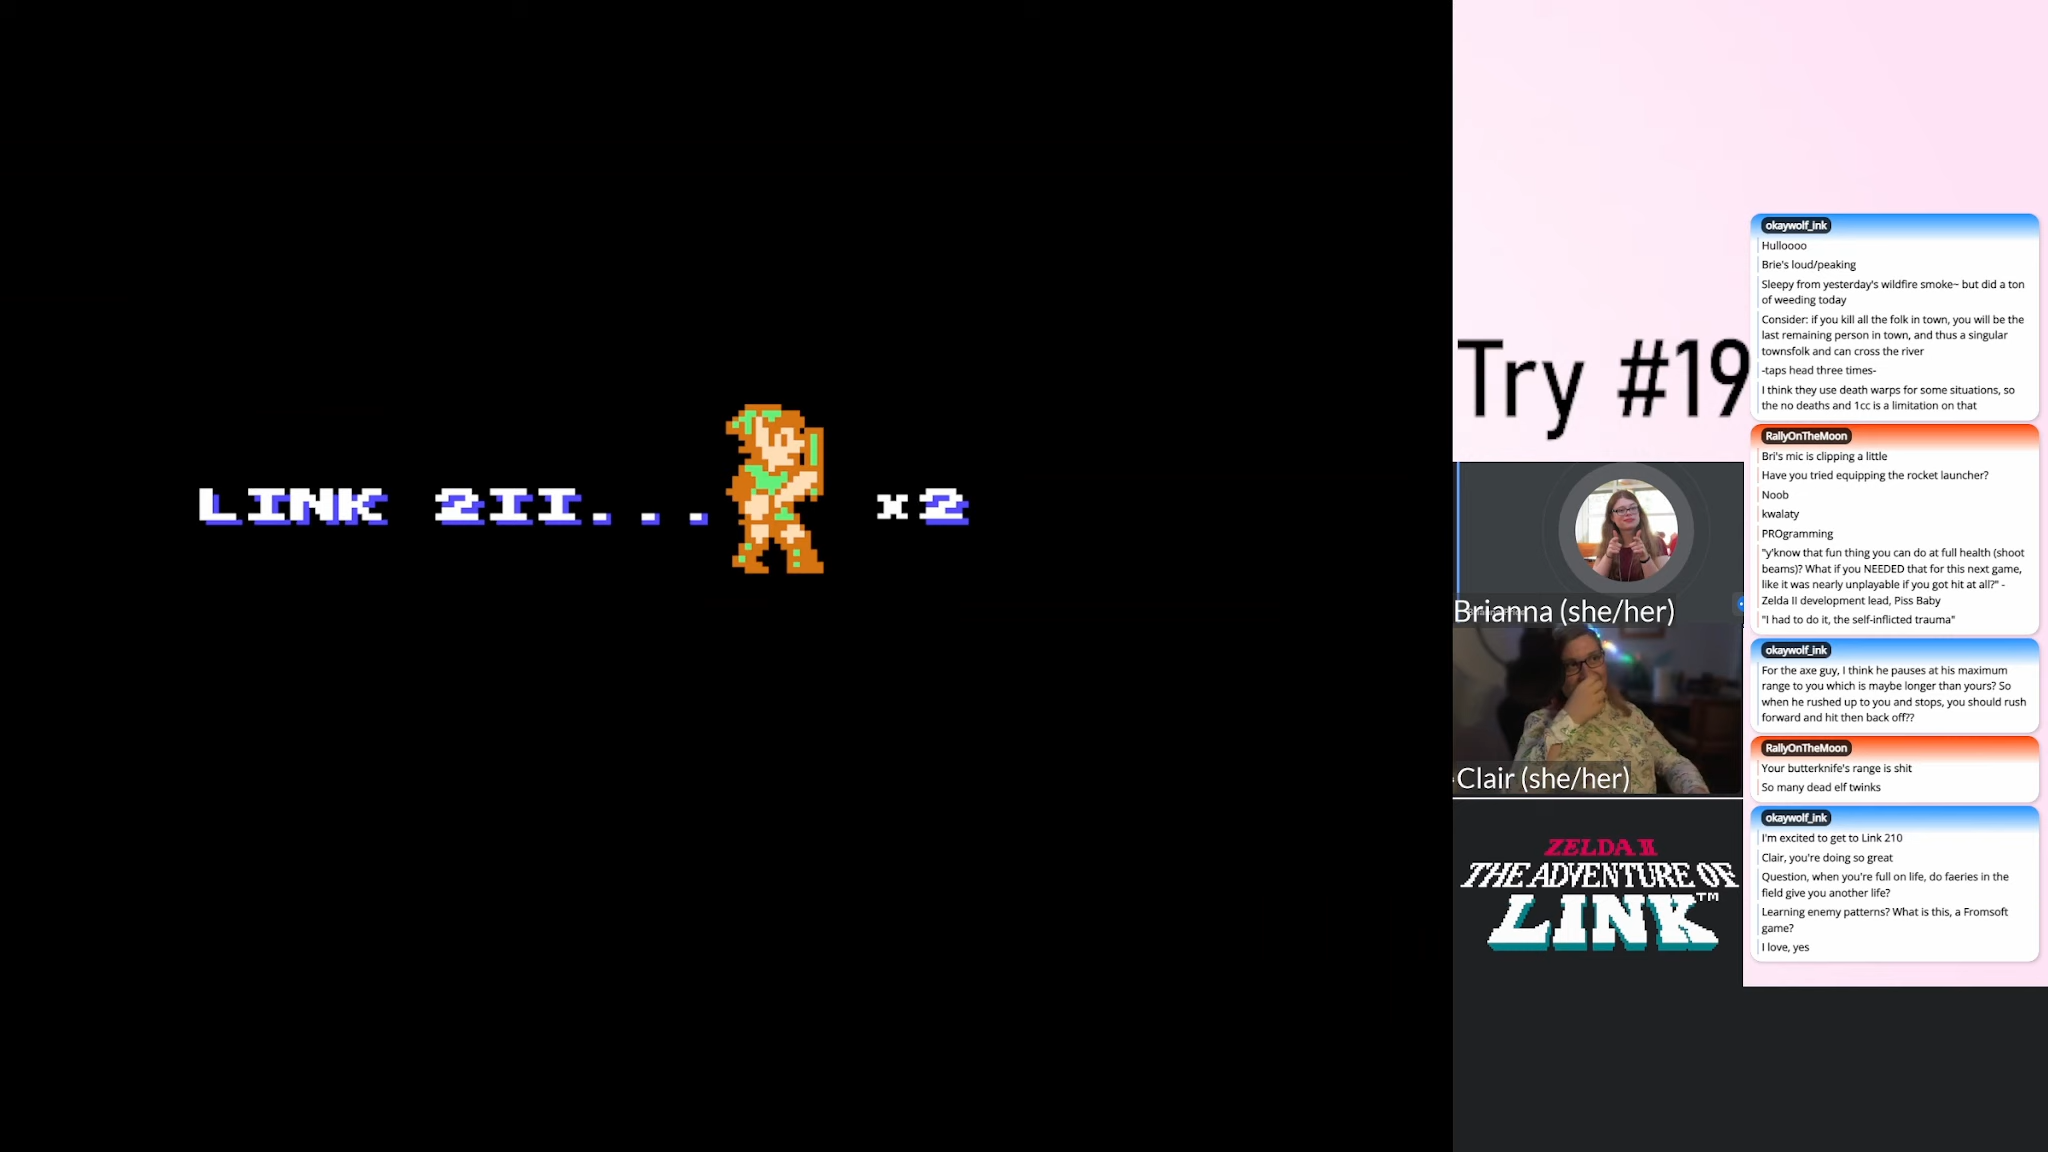 LINK 2II... x2
Try #19
Brianna (she/her)
Clair (she/her)
ZELDA II
THE ADVENTURE OF
LINK™
okaywolf_ink
Hulloooo
Brie's loud/peaking
Sleepy from yesterday's wildfire smoke~ but did a ton
of weeding today
Consider: if you kill all the folk in town, you will be the
last remaining person in town, and thus a singular
townsfolk and can cross the river
-taps head three times-
I think they use death warps for some situations, so
the no deaths and 1cc is a limitation on that
RallyOnTheMoon
Bri's mic is clipping a little
Have you tried equipping the rocket launcher?
Noob
kwalaty
PROgramming
"y'know that fun thing you can do at full health (shoot
beams)? What if you NEEDED that for this next game,
like it was nearly unplayable if you got hit at all?" -
Zelda II development lead, Piss Baby
"I had to do it, the self-inflicted trauma"
okaywolf_ink
For the axe guy, I think he pauses at his maximum
range to you which is maybe longer than yours? So
when he rushed up to you and stops, you should rush
forward and hit then back off??
RallyOnTheMoon
Your butterknife's range is shit
So many dead elf twinks
okaywolf_ink
I'm excited to get to Link 210
Clair, you're doing so great
Question, when you're full on life, do faeries in the
field give you another life?
Learning enemy patterns? What is this, a Fromsoft
game?
I love, yes